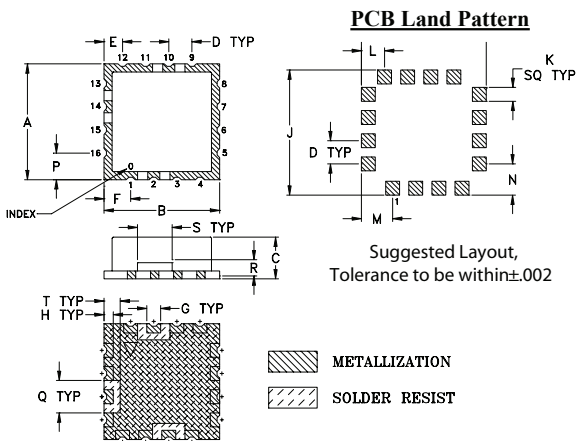 PCB Land Pattern
E
D TYP
12 11 10 9
13
14
15
16
8
7
6
5
A
P
0
1 2 3 4
F
B
INDEX
L
K
SQ TYP
J
D TYP
N
M
1
S TYP
R
C
Suggested Layout,
Tolerance to be within±.002
T TYP
H TYP
G TYP
Q TYP
METALLIZATION
SOLDER RESIST